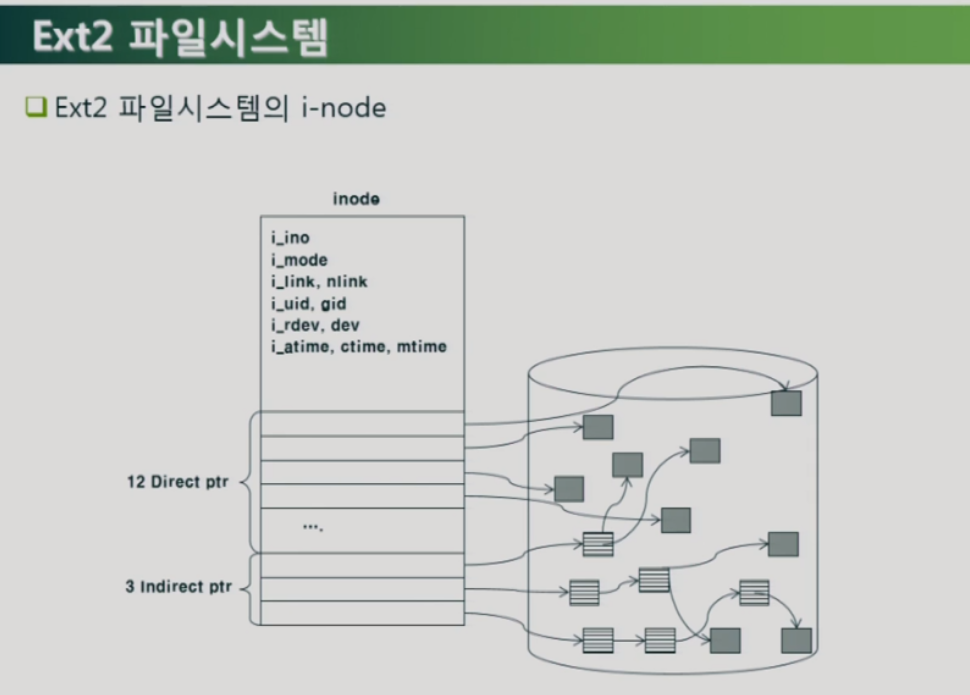 Ext2 파일시스템
Ext2 파일시스템의 i-node
inode
i_ino
i_mode
i_link, nlink
i_uid, gid
i_rdev, dev
i_atime, ctime, mtime
12 Direct ptr
....
3 Indirect ptr